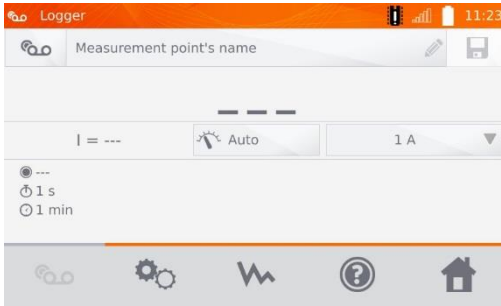 Logger 11:23
Measurement point's name
---
I = --- Auto 1 A
---
1 s
1 min